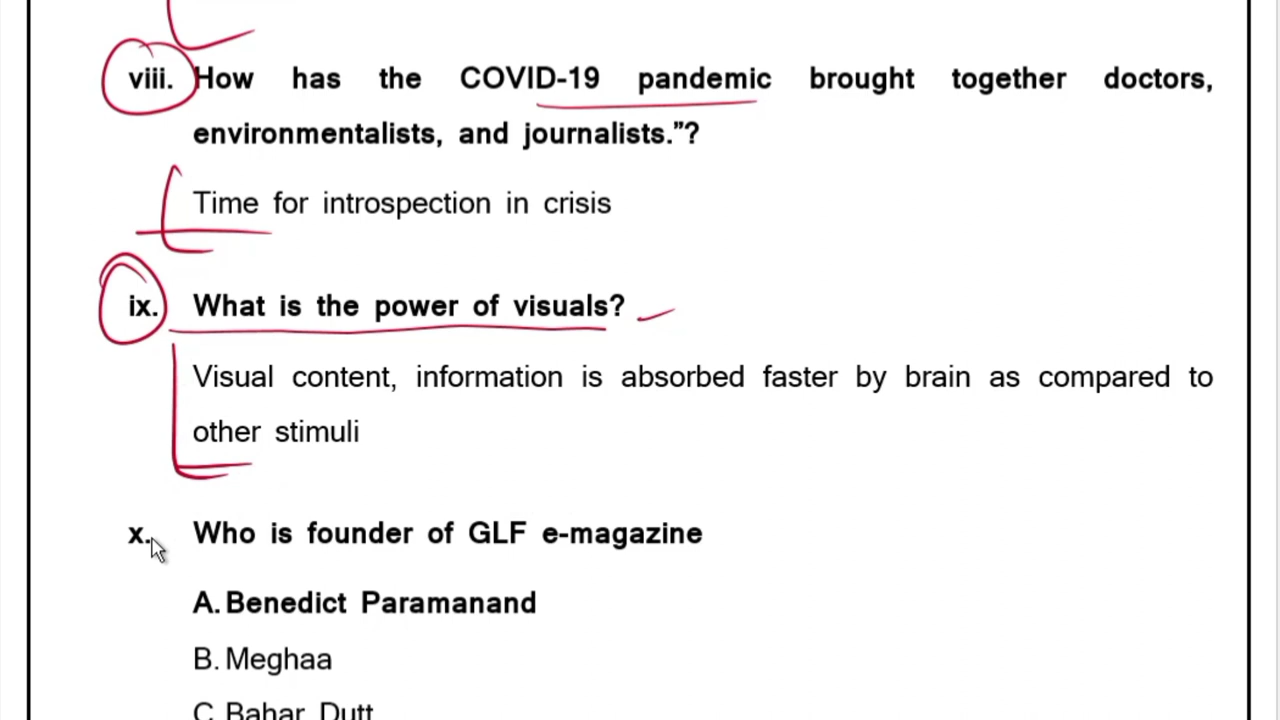 viii. How has the COVID-19 pandemic brought together doctors,
environmentalists, and journalists.”?
Time for introspection in crisis
ix. What is the power of visuals?
Visual content, information is absorbed faster by brain as compared to
other stimuli
x. Who is founder of GLF e-magazine
A. Benedict Paramanand
B. Meghaa
C Bahar Dutt